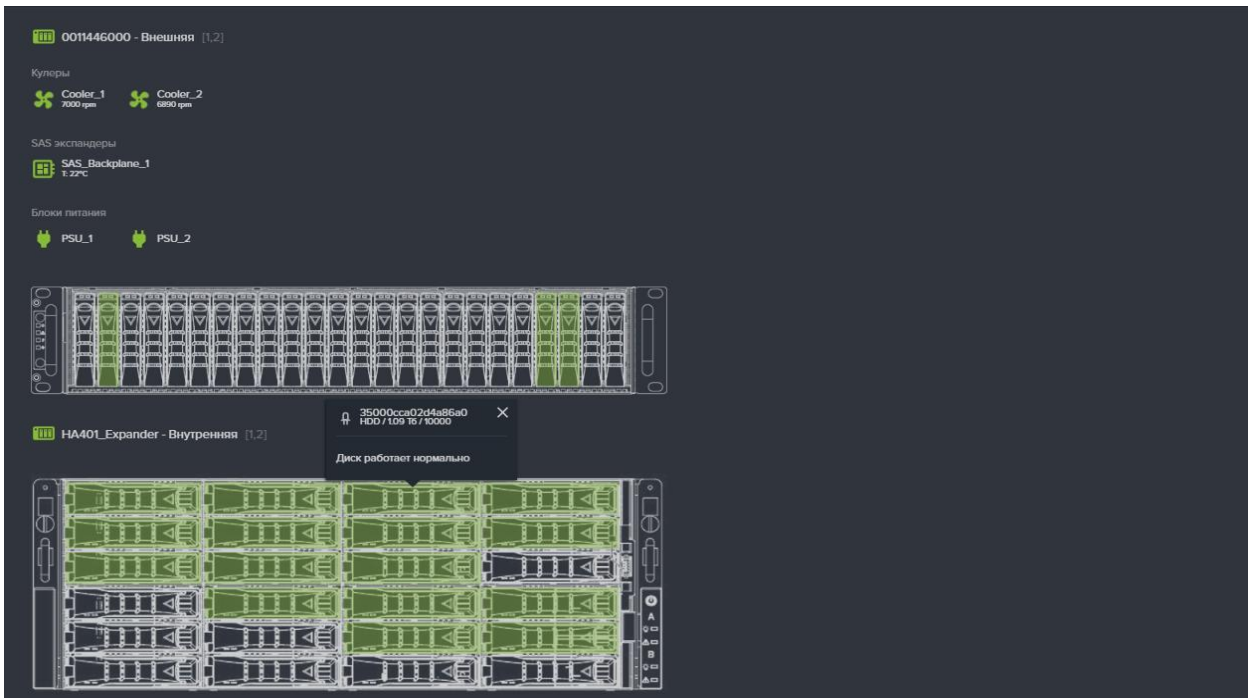 0011446000 - Внешняя [1,2]
Кулеры
Cooler_1 Cooler_2
7000 rpm 6890 rpm
SAS экспандеры
SAS_Backplane_1
T: 22°C
Блоки питания
PSU_1 PSU_2
35000cca02d4a86a0
HDD / 1.09 Тб / 10000
Диск работает нормально
HA401_Expander - Внутренняя [1,2]
A
B